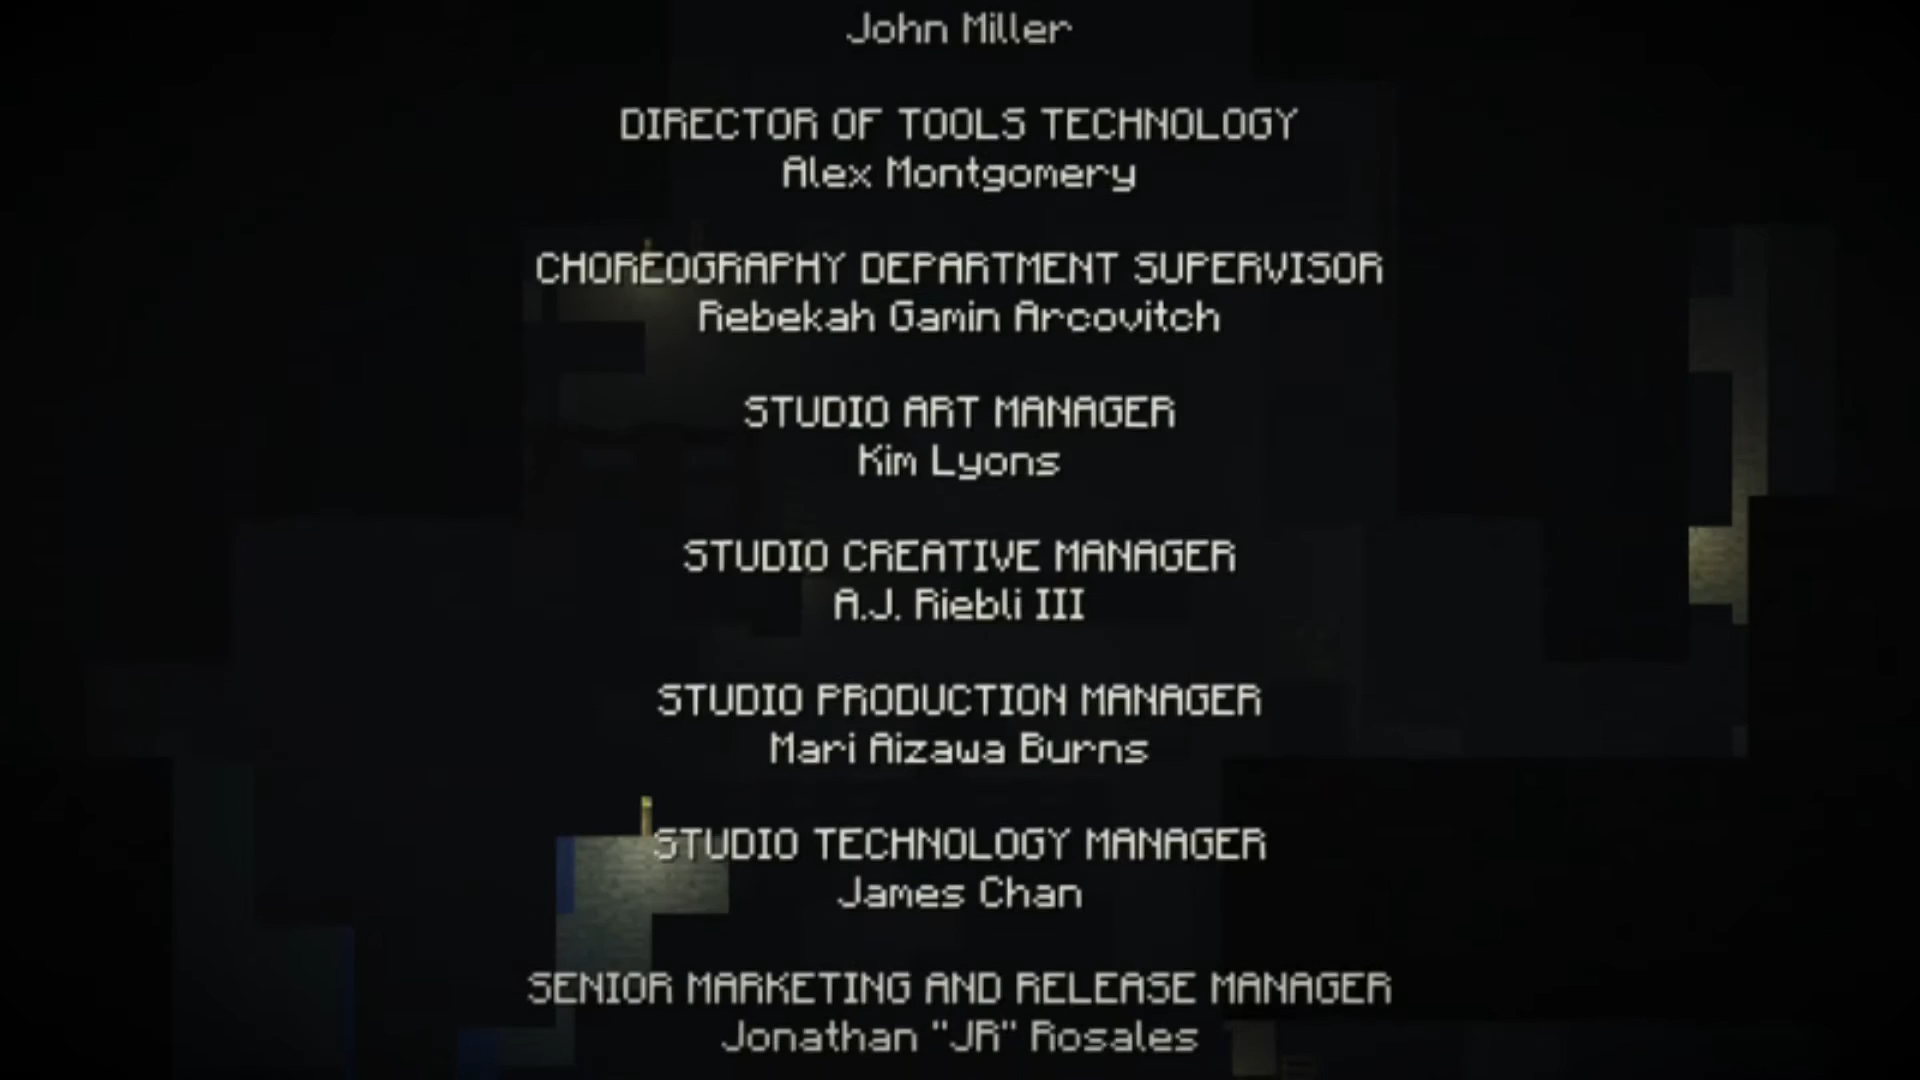 John Miller
DIRECTOR OF TOOLS TECHNOLOGY
Alex Montgomery
CHOREOGRAPHY DEPARTMENT SUPERVISOR
Rebekah Gamin Arcovitch
STUDIO ART MANAGER
Kim Lyons
STUDIO CREATIVE MANAGER
A.J. Riebli III
STUDIO PRODUCTION MANAGER
Mari Aizawa Burns
STUDIO TECHNOLOGY MANAGER
James Chan
SENIOR MARKETING AND RELEASE MANAGER
Jonathan "JR" Rosales